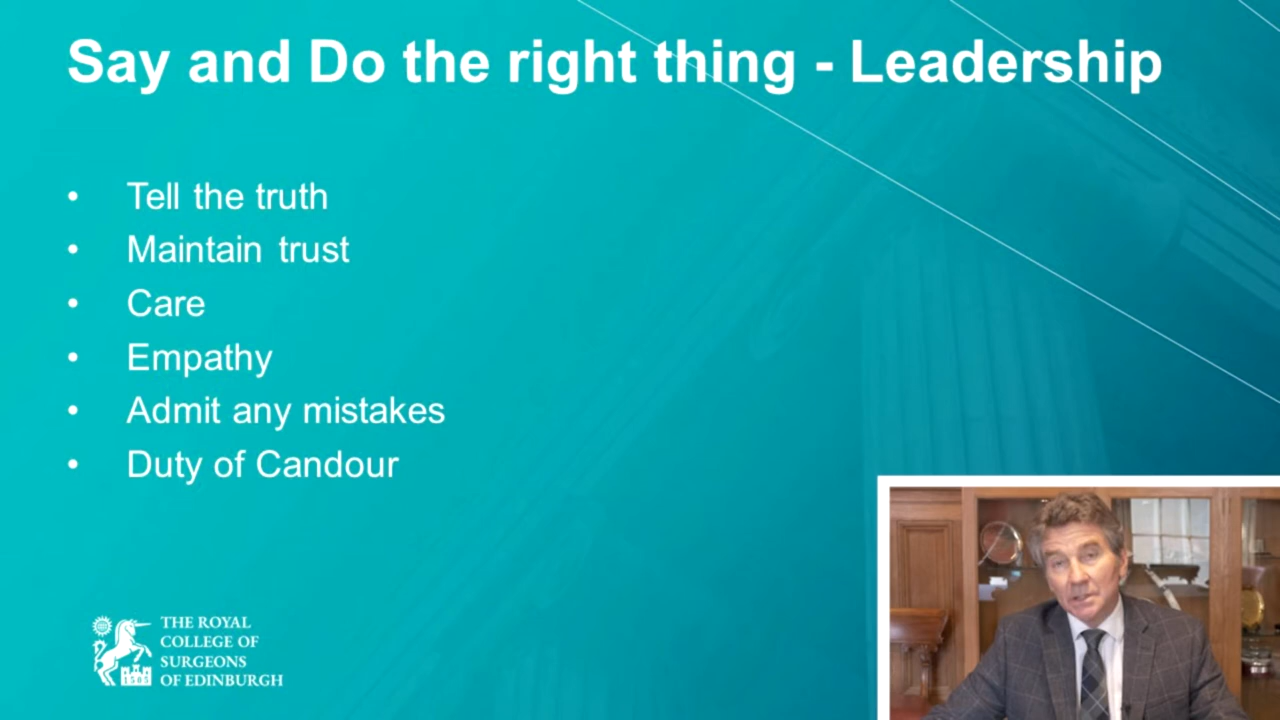 Say and Do the right thing - Leadership
• Tell the truth
• Maintain trust
• Care
• Empathy
• Admit any mistakes
• Duty of Candour
THE ROYAL
COLLEGE OF
SURGEONS
OF EDINBURGH